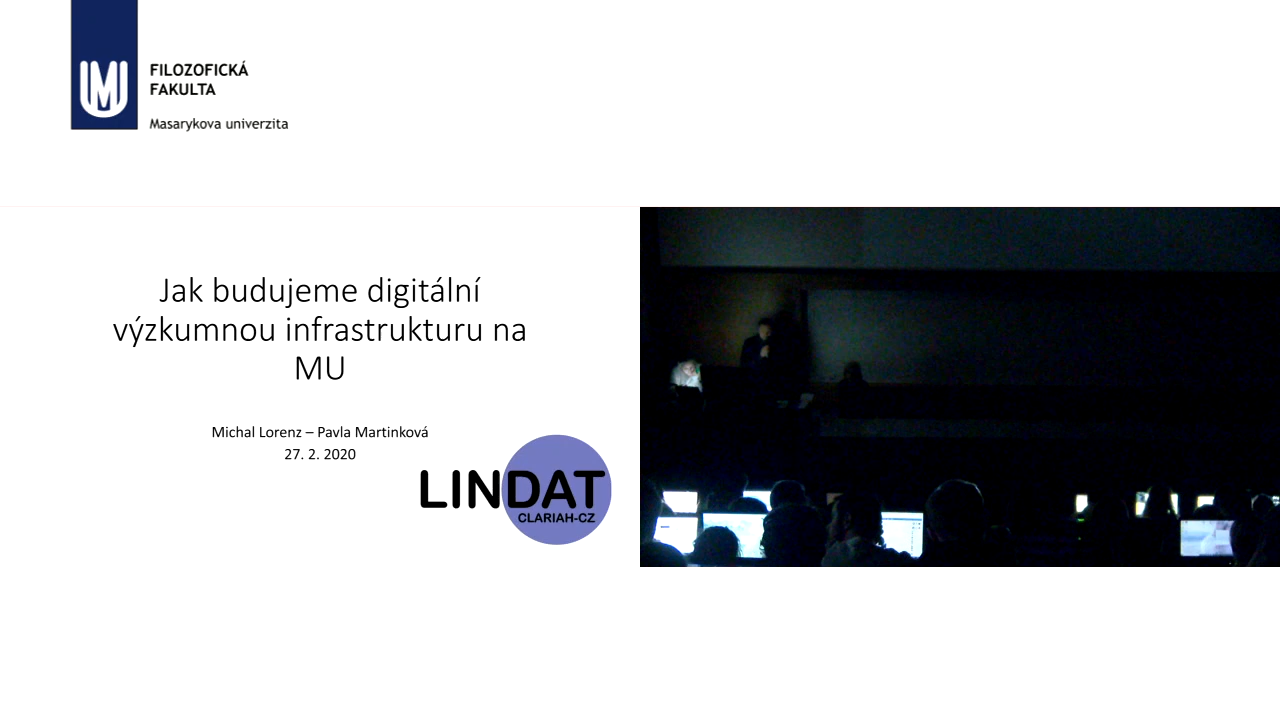 FILOZOFICKÁ
FAKULTA
Masarykova univerzita
Jak budujeme digitální
výzkumnou infrastrukturu na
MU
Michal Lorenz – Pavla Martinková
27. 2. 2020
LINDAT
CLARIAH-CZ